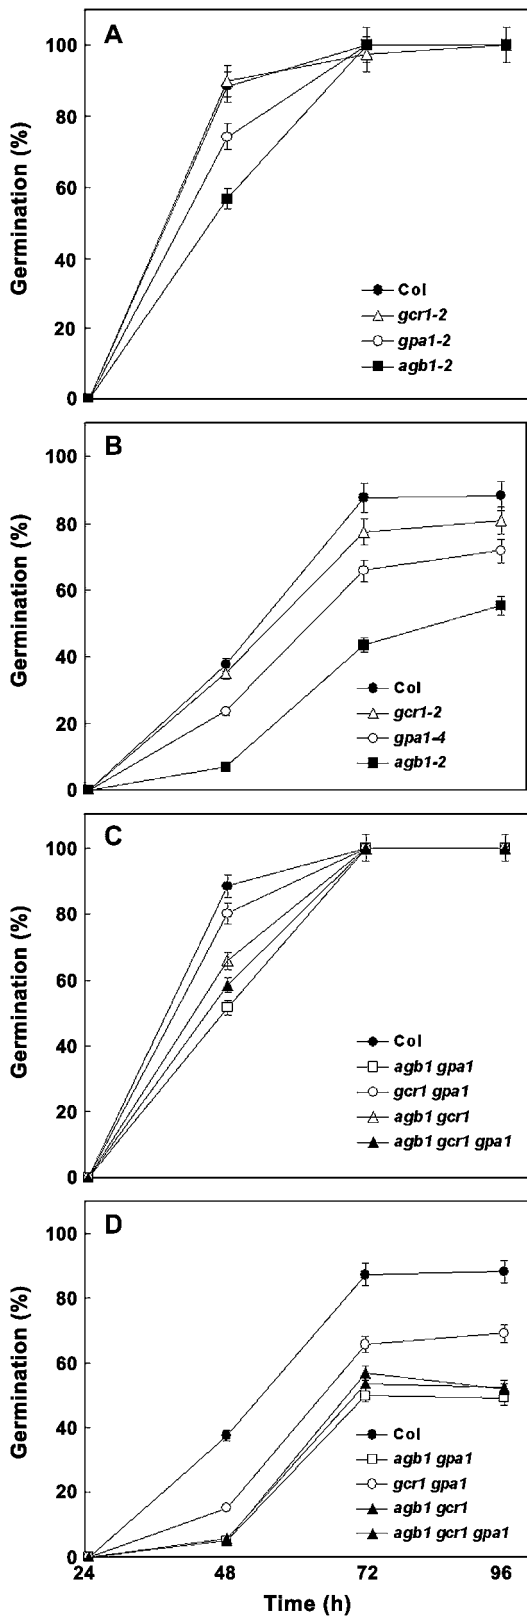 A
100
80
60
40
20
0
Germination (%)
Col
gcr1-2
gpa1-2
agb1-2
B
100
80
60
40
20
0
Germination (%)
Col
gcr1-2
gpa1-4
agb1-2
C
100
80
60
40
20
0
Germination (%)
Col
agb1 gpa1
gcr1 gpa1
agb1 gcr1
agb1 gcr1 gpa1
D
100
80
60
40
20
0
Germination (%)
Col
agb1 gpa1
gcr1 gpa1
agb1 gcr1
agb1 gcr1 gpa1
24 48 72 96
Time (h)